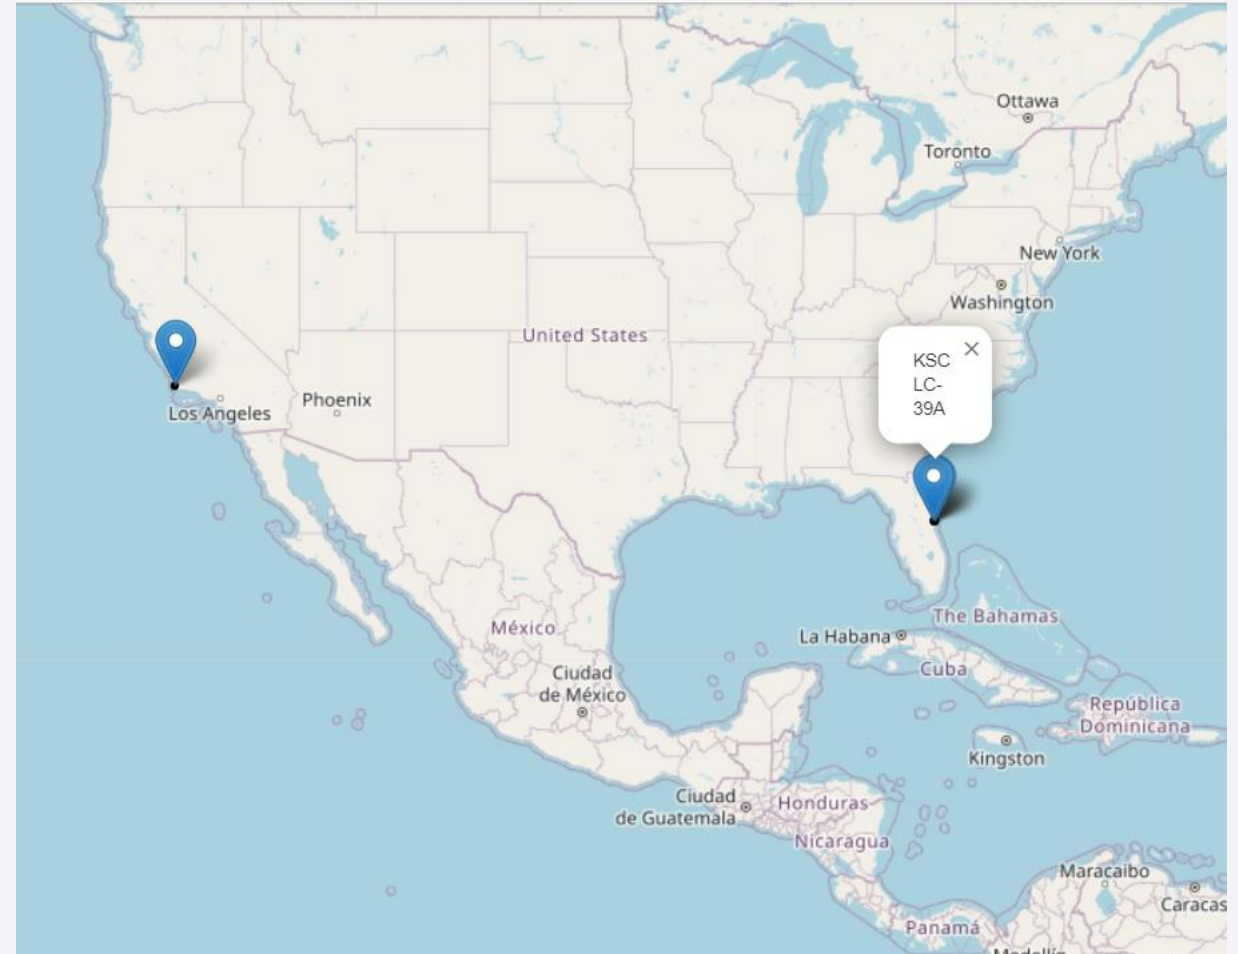 Ottawa
Toronto
New York
Washington
United States
KSC
LC-
39A
×
Phoenix
Los Angeles
The Bahamas
México
La Habana
Cuba
Ciudad
de México
República
Dominicana
Kingston
Ciudad
de Guatemala
Honduras
Nicaragua
Maracaibo
Caracas
Panamá
Medellín